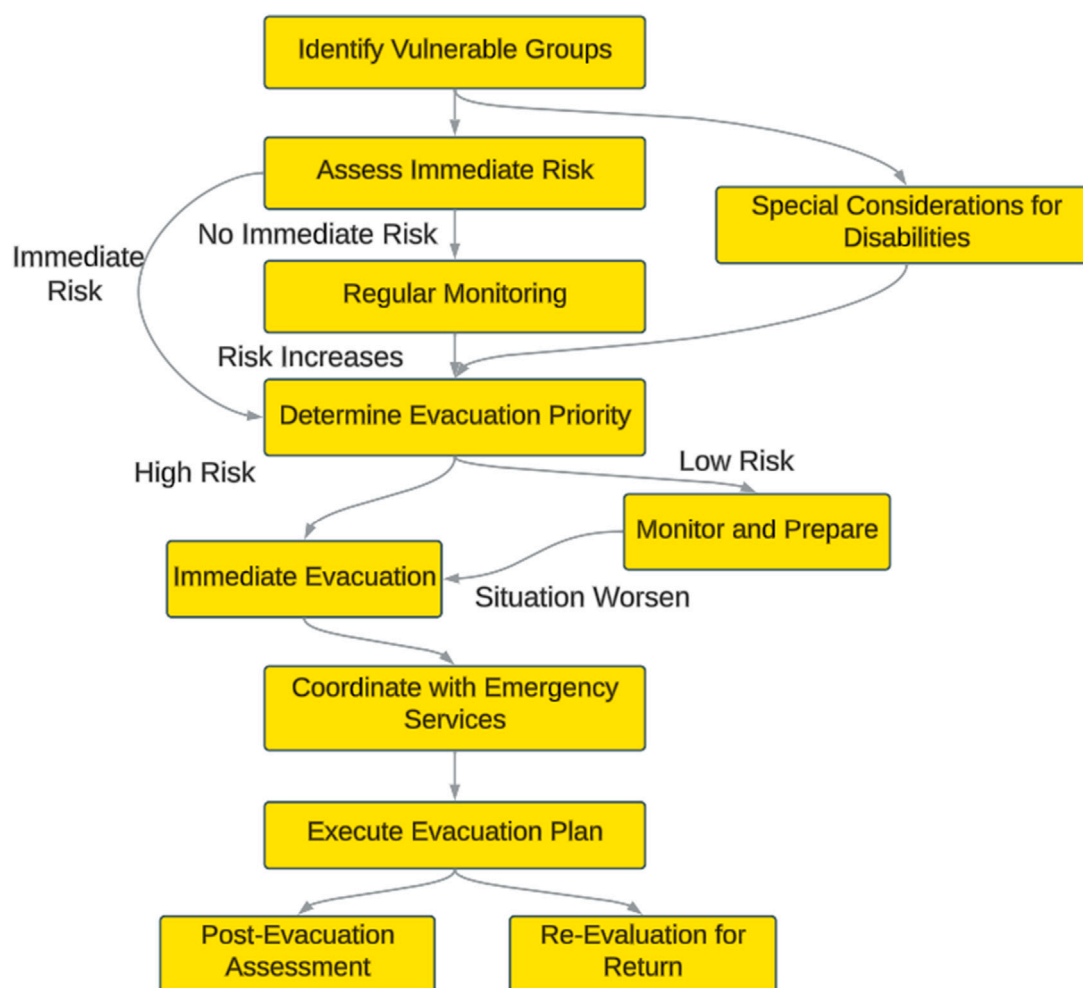 Identify Vulnerable Groups
Assess Immediate Risk
Special Considerations for
Disabilities
No Immediate Risk
Immediate
Risk
Regular Monitoring
Risk Increases
Determine Evacuation Priority
High Risk
Low Risk
Monitor and Prepare
Immediate Evacuation
Situation Worsen
Coordinate with Emergency
Services
Execute Evacuation Plan
Post-Evacuation
Assessment
Re-Evaluation for
Return